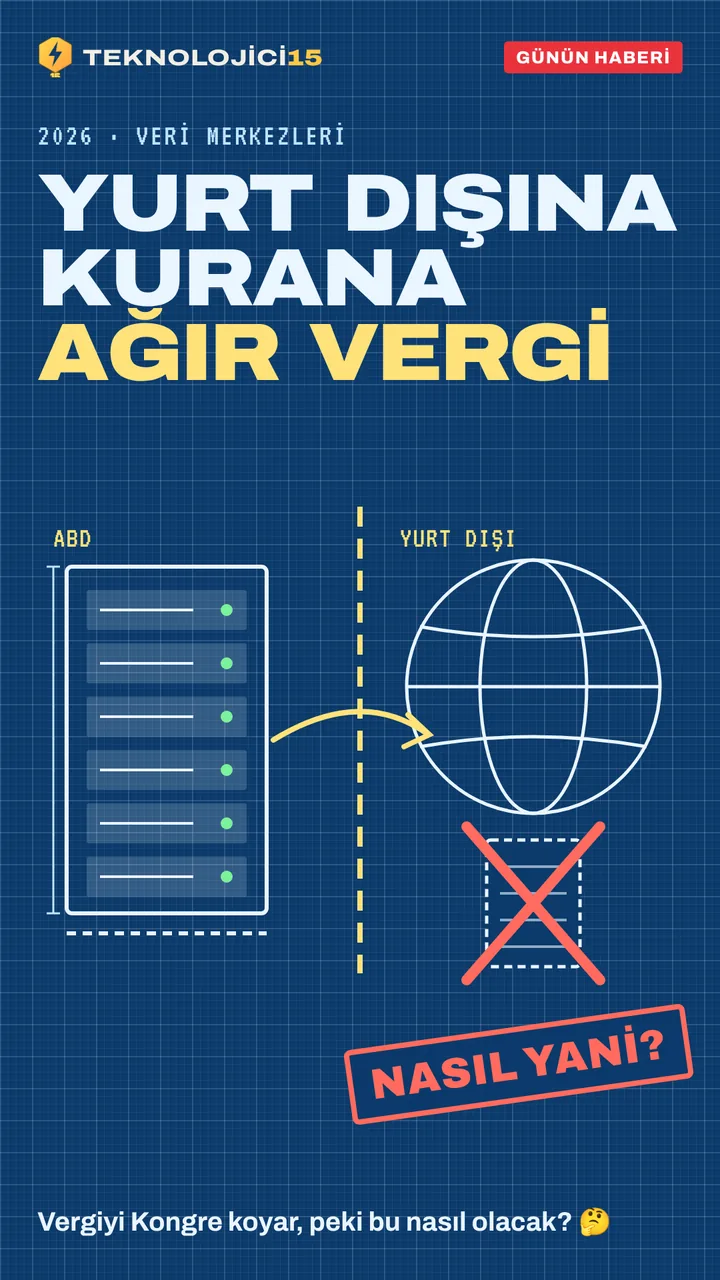 TEKNOLOJİCİ15
GÜNÜN HABERİ
2026 · VERİ MERKEZLERİ
YURT DIŞINA
KURANA
AĞIR VERGİ
ABD
YURT DIŞI
NASIL YANİ?
Vergiyi Kongre koyar, peki bu nasıl olacak? 🤔